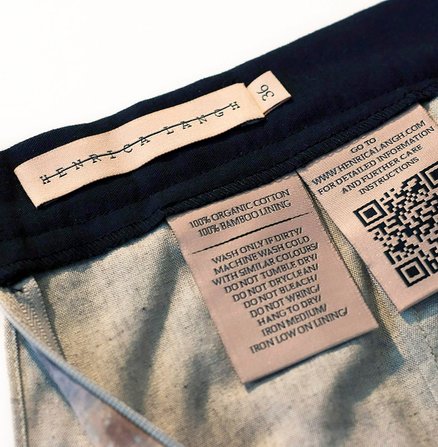 HENRICA LANGH
36
100% ORGANIC COTTON
100% BAMBOO LINING
WASH ONLY IF DIRTY/
MACHINE WASH COLD
WITH SIMILAR COLOURS/
DO NOT TUMBLE DRY/
DO NOT DRYCLEAN/
DO NOT BLEACH/
DO NOT WRING/
HANG TO DRY/
IRON MEDIUM/
IRON LOW ON LINING/
GO TO
WWW.HENRICALANGH.COM
FOR DETAILED INFORMATION
AND FURTHER CARE
INSTRUCTIONS